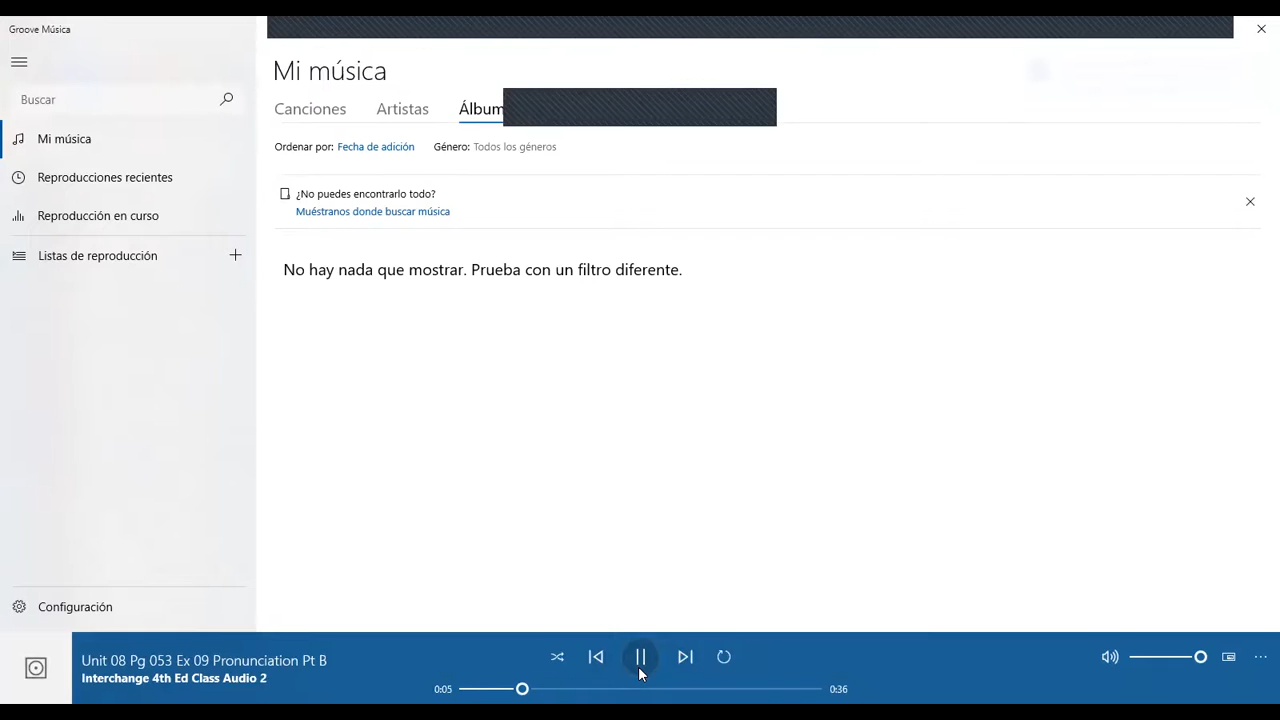 Groove Música
Buscar
Mi música
Reproducciones recientes
Reproducción en curso
Listas de reproducción
Configuración
Mi música
Canciones Artistas Álbum
Ordenar por: Fecha de adición Género: Todos los géneros
¿No puedes encontrarlo todo?
Muéstranos donde buscar música
No hay nada que mostrar. Prueba con un filtro diferente.
Unit 08 Pg 053 Ex 09 Pronunciation Pt B
Interchange 4th Ed Class Audio 2
0:05 0:36